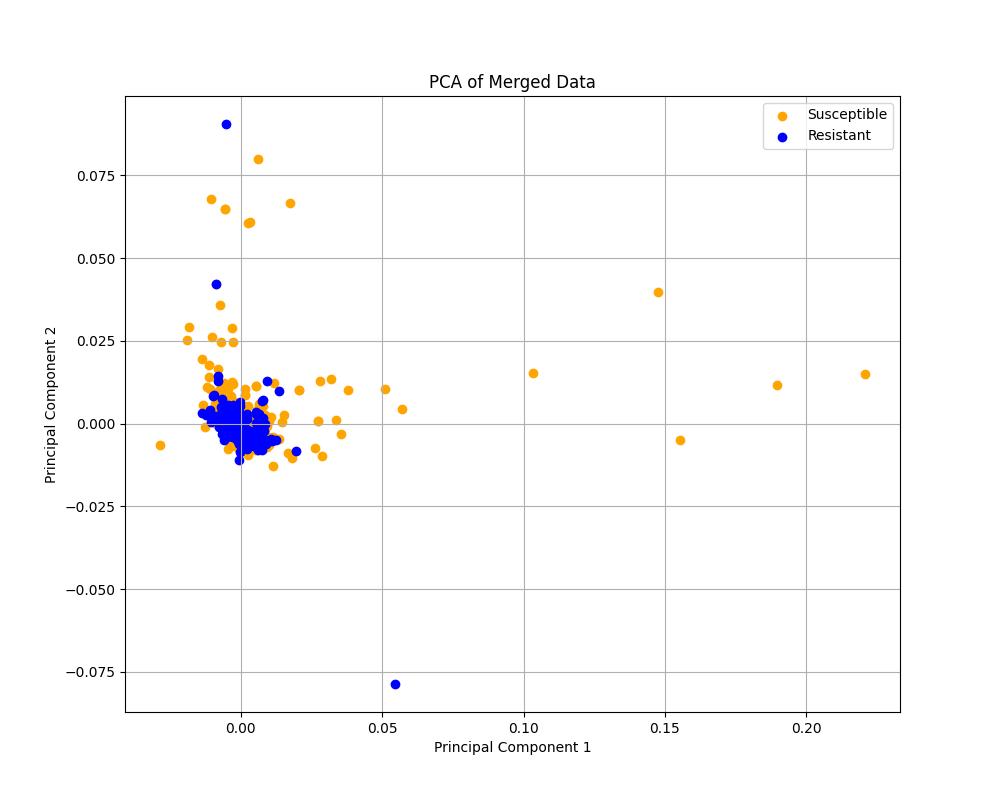 PCA of Merged Data
Susceptible
Resistant
0.075
0.050
0.025
0.000
−0.025
−0.050
−0.075
Principal Component 2
0.00 0.05 0.10 0.15 0.20
Principal Component 1